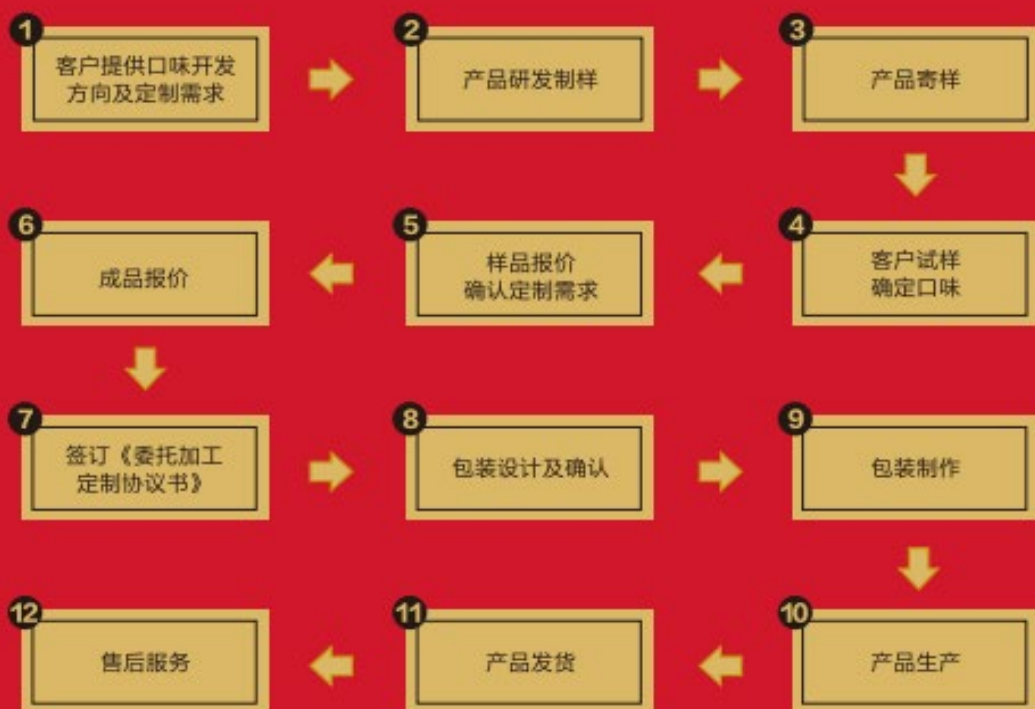 1
客户提供口味开发
方向及定制需求
2
产品研发制样
3
产品寄样
4
客户试样
确定口味
5
样品报价
确认定制需求
6
成品报价
7
签订《委托加工
定制协议书》
8
包装设计及确认
9
包装制作
10
产品生产
11
产品发货
12
售后服务